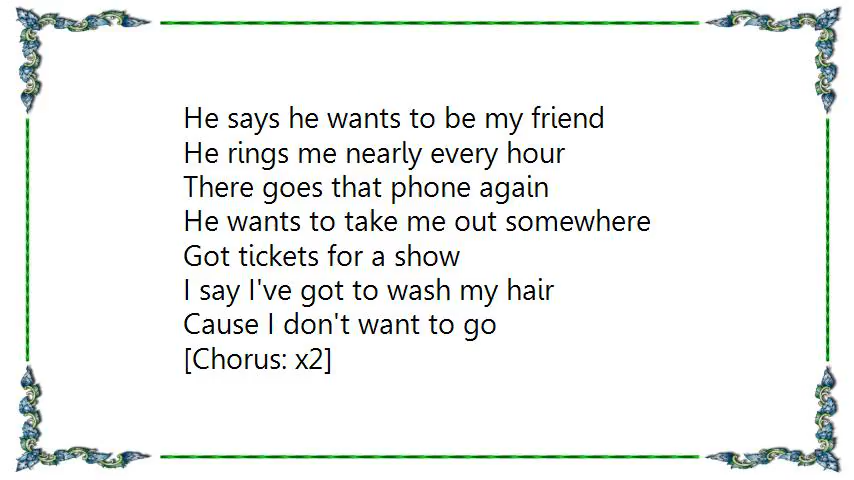 He says he wants to be my friend
He rings me nearly every hour
There goes that phone again
He wants to take me out somewhere
Got tickets for a show
I say I've got to wash my hair
Cause I don't want to go
[Chorus: x2]